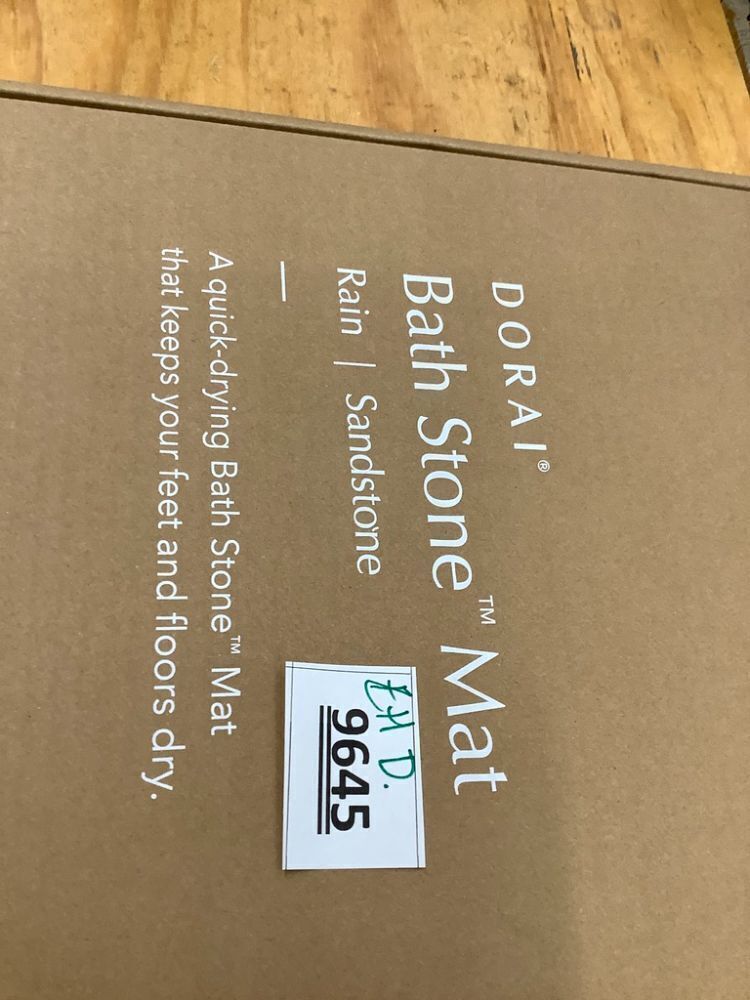 DORAI®
Bath Stone™ Mat
Rain | Sandstone
A quick-drying Bath Stone™ Mat
that keeps your feet and floors dry.
9645